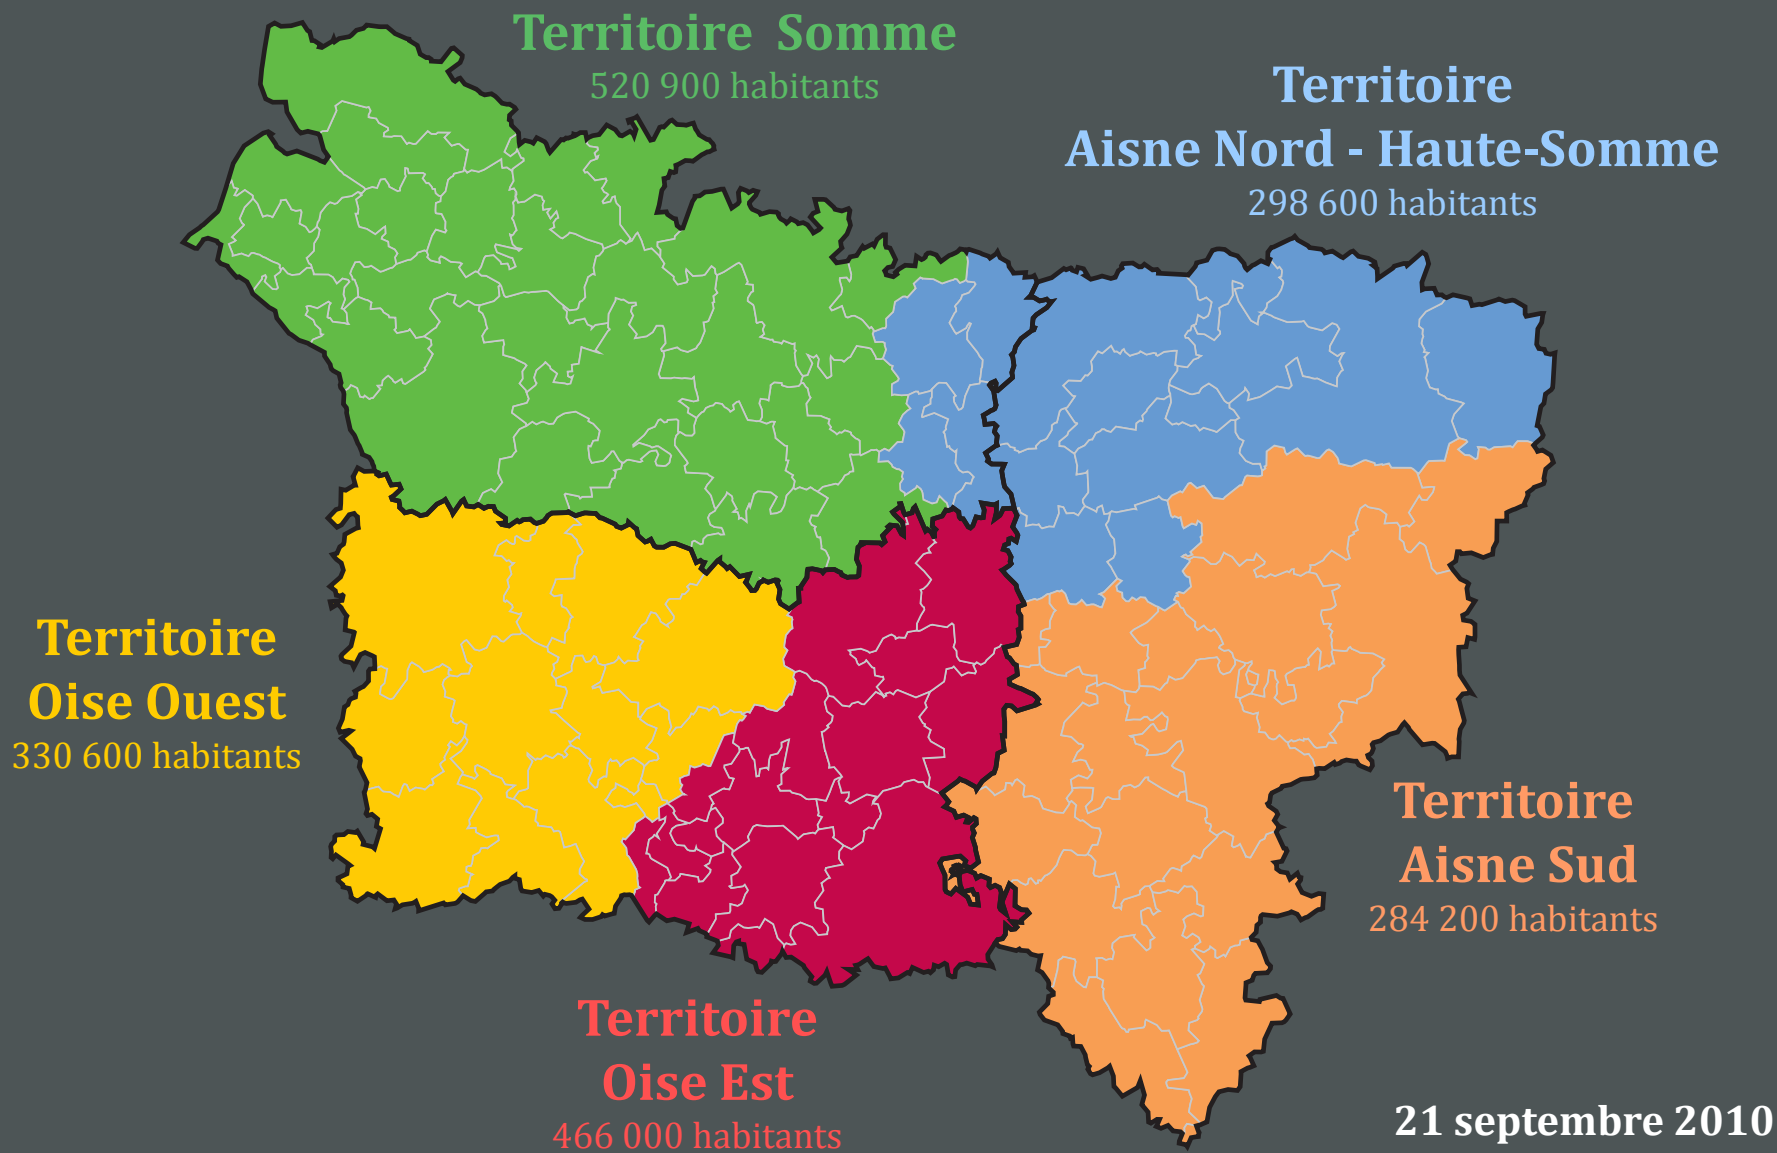 Territoire Somme
520 900 habitants
Territoire
Aisne Nord - Haute-Somme
298 600 habitants
Territoire
Oise Ouest
330 600 habitants
Territoire
Aisne Sud
284 200 habitants
Territoire
Oise Est
466 000 habitants
21 septembre 2010